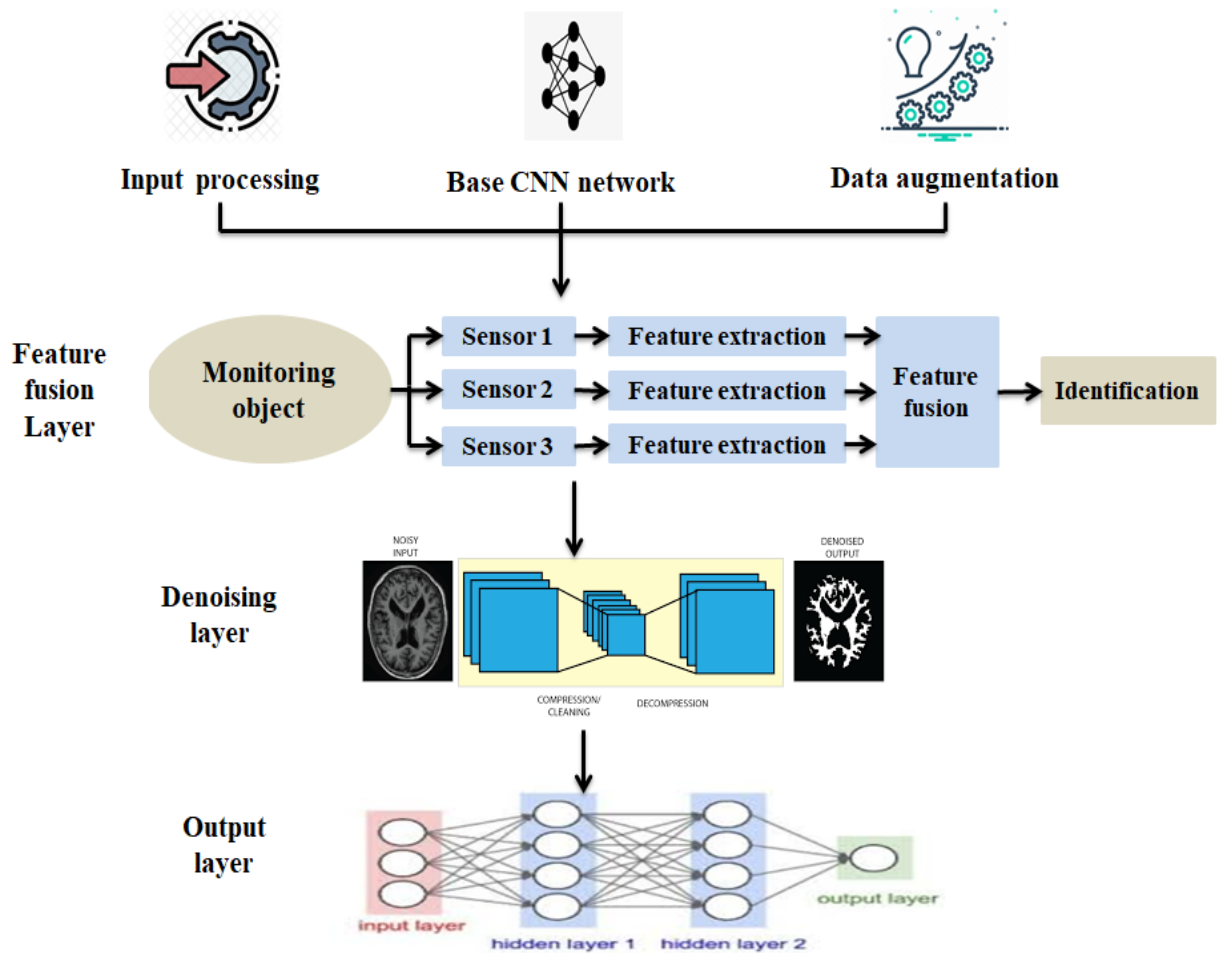 Input processing
Base CNN network
Data augmentation
Feature
fusion
Layer
Monitoring
object
Sensor 1
Feature extraction
Sensor 2
Feature extraction
Sensor 3
Feature extraction
Feature
fusion
Identification
Denoising
layer
NOISY
INPUT
DENOISED
OUTPUT
COMPRESSION/
CLEANING
DECOMPRESSION
Output
layer
input layer
hidden layer 1
hidden layer 2
output layer